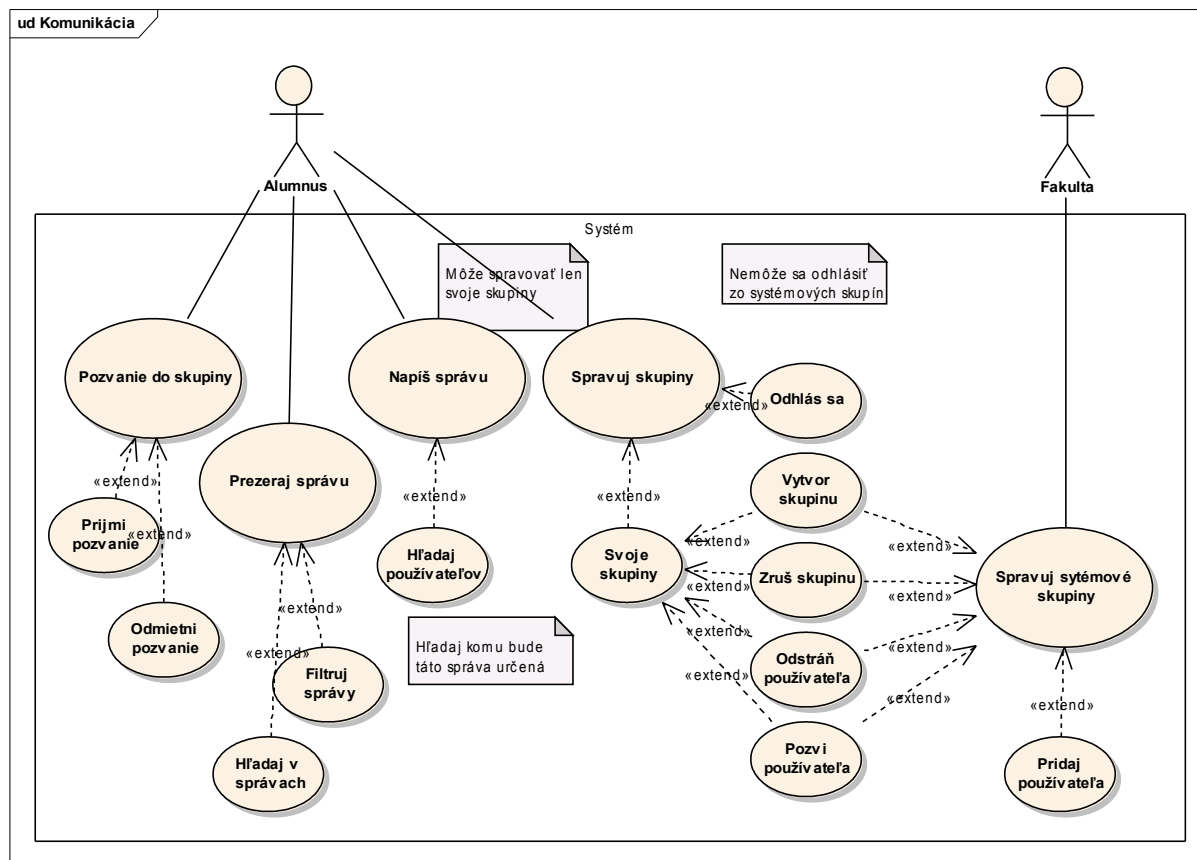 ud Komunikácia
Alumnus
Fakulta
Systém
Môže spravovať len
svoje skupiny
Nemôže sa odhlásiť
zo systémových skupín
Pozvanie do skupiny
Napíš správu
Spravuj skupiny
Odhlás sa
«extend»
Prezeraj správu
Vytvor
skupinu
«extend»
«extend»
«extend»
Prijmi
pozvanie
«extend»
Hľadaj
používateľov
Svoje
skupiny
«extend»
«extend»
Zruš skupinu
Spravuj sytémové
skupiny
«extend»
«extend»
«extend»
Odmietni
pozvanie
Hľadaj komu bude
táto správa určená
«extend»
«extend»
Odstráň
používateľa
«extend»
Filtruj
správy
«extend»
«extend»
«extend»
Hľadaj v
správach
Pozvi
používateľa
Pridaj
používateľa